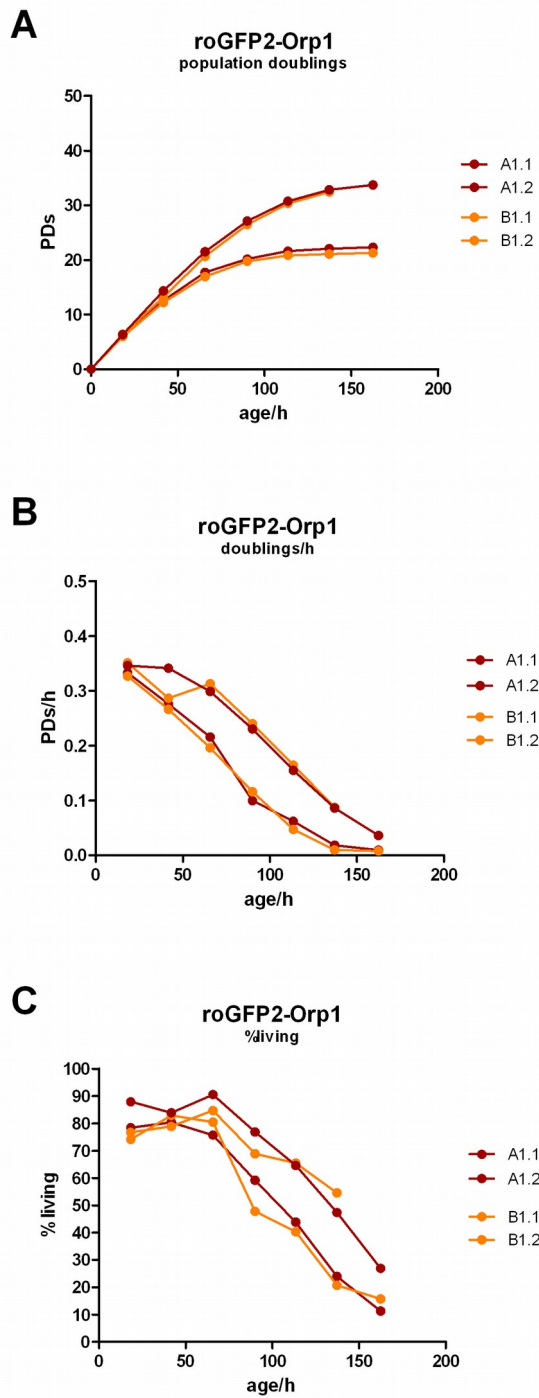 A
roGFP2-Orp1
population doublings
PDs
50
40
30
20
10
0
0 50 100 150 200
age/h
A1.1
A1.2
B1.1
B1.2
B
roGFP2-Orp1
doublings/h
PDs/h
0.5
0.4
0.3
0.2
0.1
0.0
0 50 100 150 200
age/h
A1.1
A1.2
B1.1
B1.2
C
roGFP2-Orp1
%living
% living
100
90
80
70
60
50
40
30
20
10
0
0 50 100 150 200
age/h
A1.1
A1.2
B1.1
B1.2